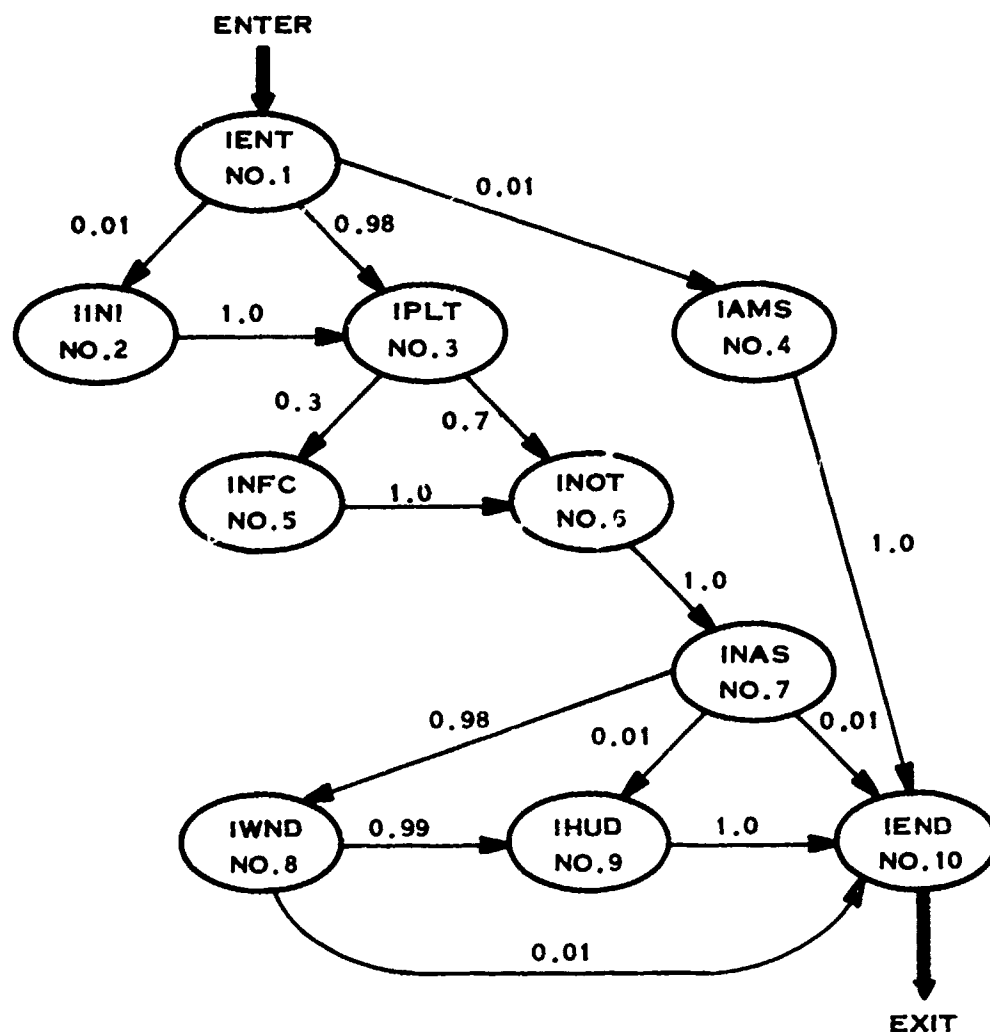 ENTER
IENT
NO.1
0.01
0.01
0.98
IINI
NO.2
1.0
IPLT
NO.3
IAMS
NO.4
0.3
0.7
INFC
NO.5
1.0
INOT
NO.6
1.0
1.0
INAS
NO.7
0.98
0.01
0.01
IWND
NO.8
0.99
IHUD
NO.9
1.0
IEND
NO.10
0.01
EXIT